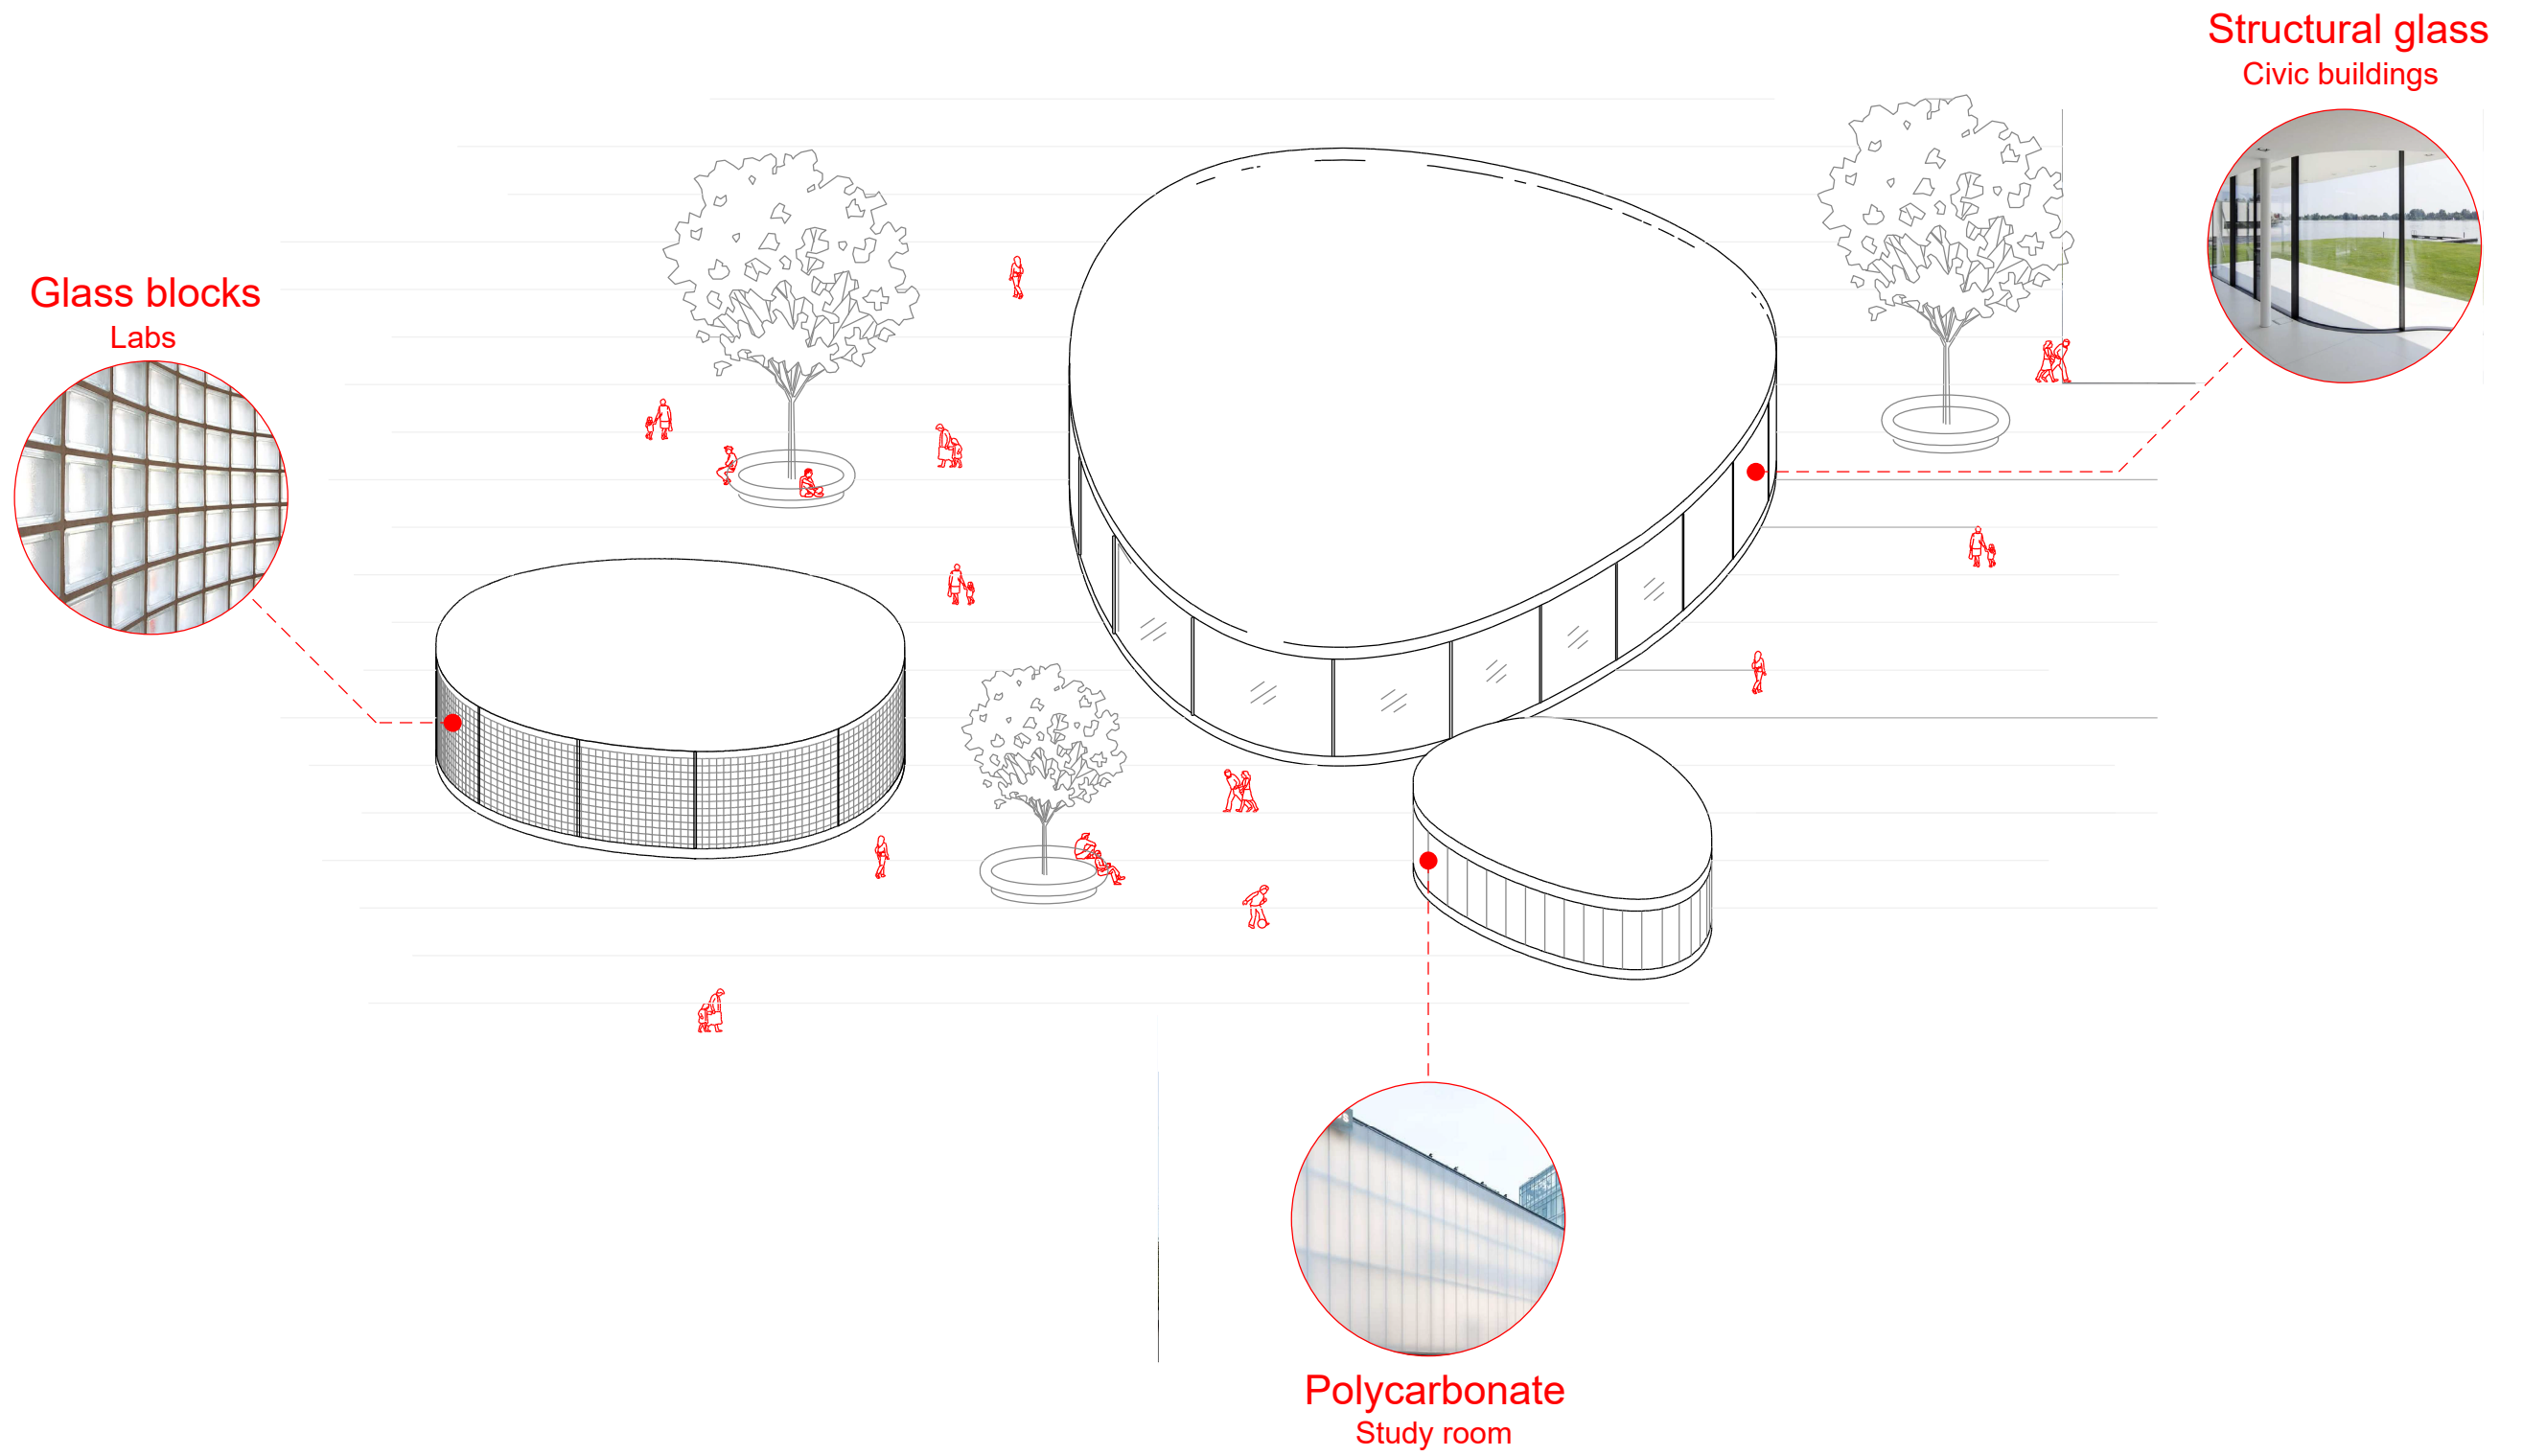 Structural glass
Civic buildings
Glass blocks
Labs
Polycarbonate
Study room